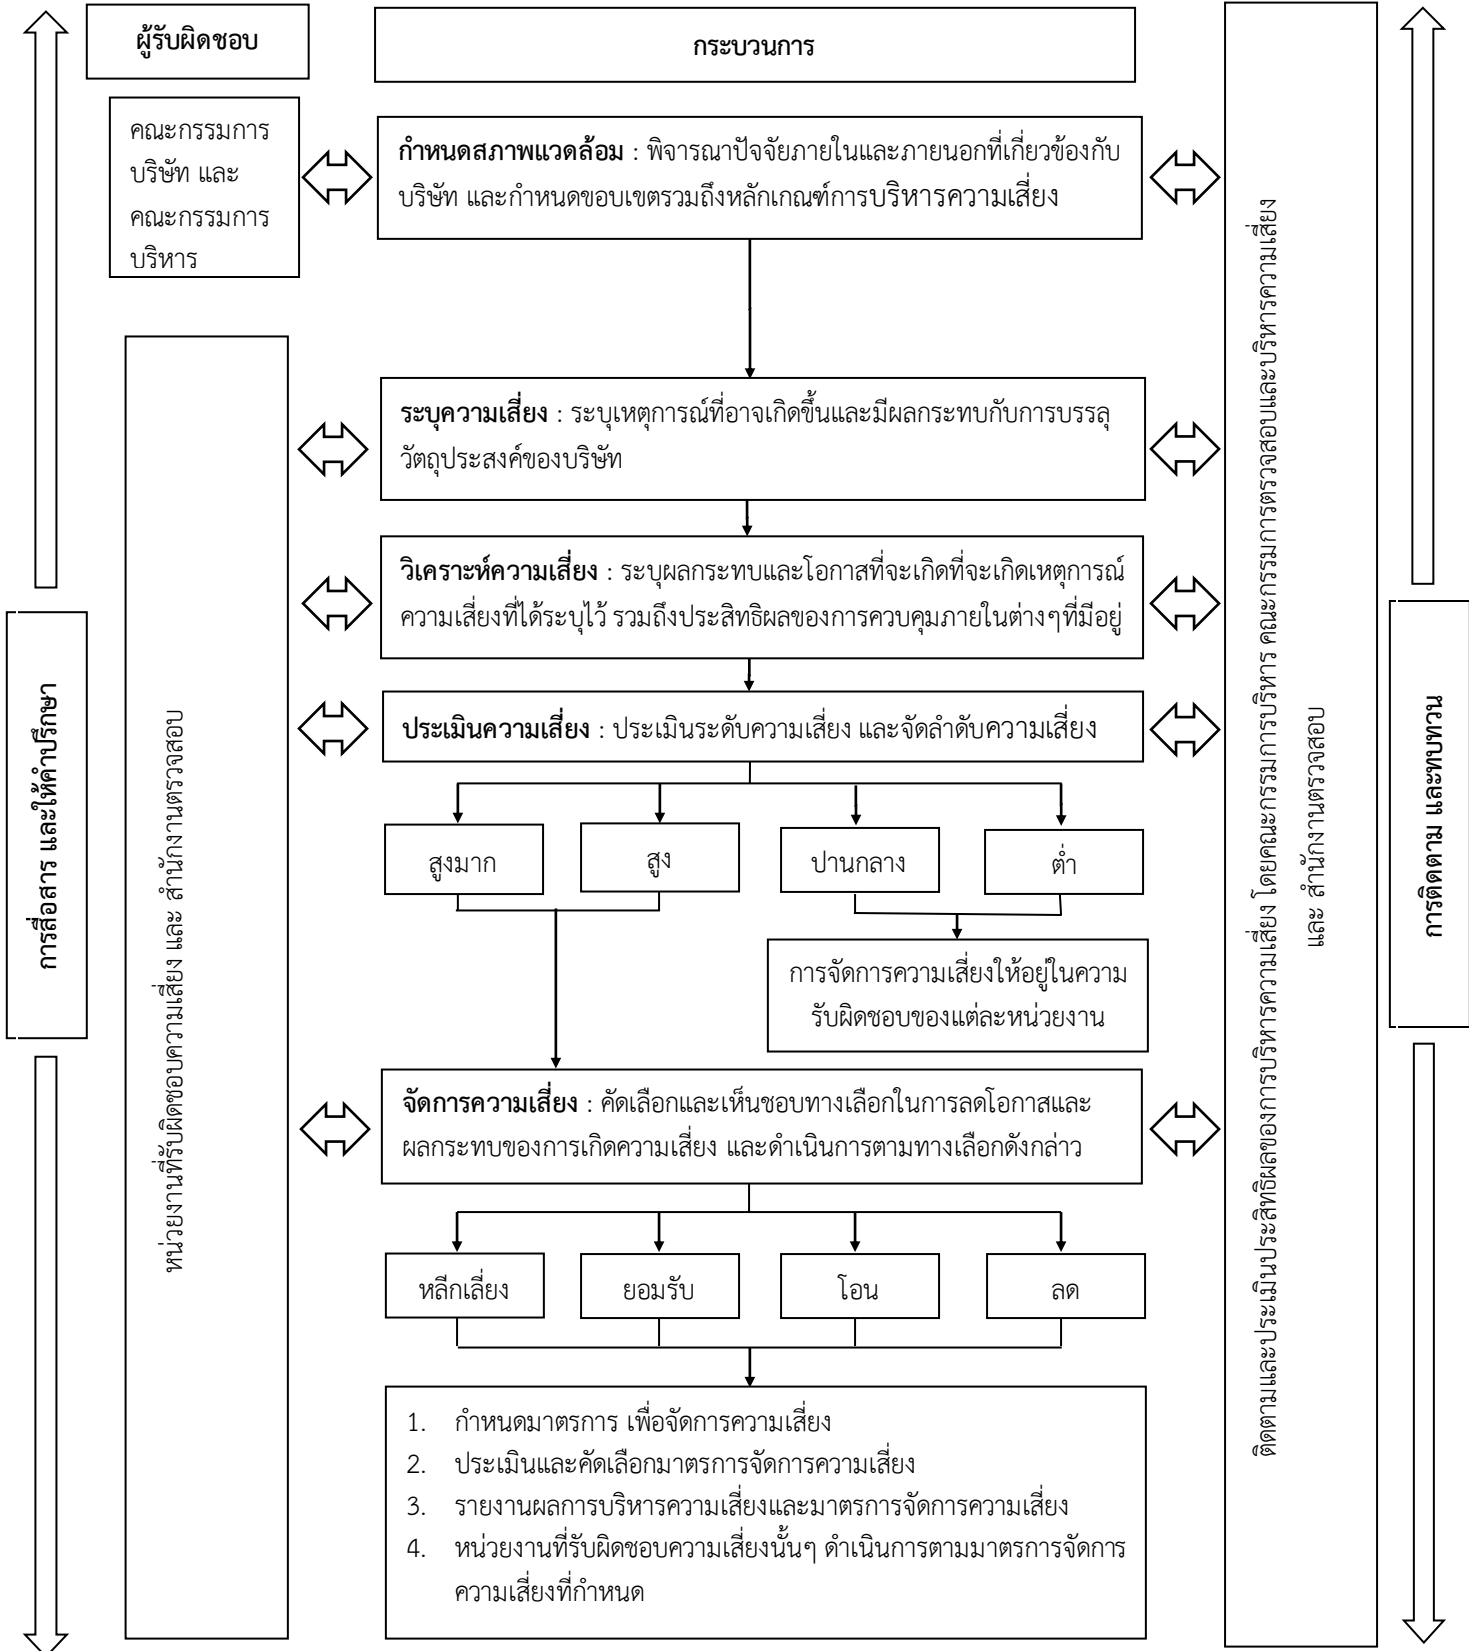 ผู้รับผิดชอบ
กระบวนการ
คณะกรรมการ
บริษัท และ
คณะกรรมการ
บริหาร
กำหนดสภาพแวดล้อม : พิจารณาปัจจัยภายในและภายนอกที่เกี่ยวข้องกับ
บริษัท และกำหนดขอบเขตรวมถึงหลักเกณฑ์การบริหารความเสี่ยง
ระบุความเสี่ยง : ระบุเหตุการณ์ที่อาจเกิดขึ้นและมีผลกระทบกับการบรรลุ
วัตถุประสงค์ของบริษัท
วิเคราะห์ความเสี่ยง : ระบุผลกระทบและโอกาสที่จะเกิดที่จะเกิดเหตุการณ์
ความเสี่ยงที่ได้ระบุไว้ รวมถึงประสิทธิผลของการควบคุมภายในต่างๆที่มีอยู่
ประเมินความเสี่ยง : ประเมินระดับความเสี่ยง และจัดลำดับความเสี่ยง
สูงมาก
สูง
ปานกลาง
ต่ำ
การจัดการความเสี่ยงให้อยู่ในความ
รับผิดชอบของแต่ละหน่วยงาน
จัดการความเสี่ยง : คัดเลือกและเห็นชอบทางเลือกในการลดโอกาสและ
ผลกระทบของการเกิดความเสี่ยง และดำเนินการตามทางเลือกดังกล่าว
หลีกเลี่ยง
ยอมรับ
โอน
ลด
1. กำหนดมาตรการ เพื่อจัดการความเสี่ยง
2. ประเมินและคัดเลือกมาตรการจัดการความเสี่ยง
3. รายงานผลการบริหารความเสี่ยงและมาตรการจัดการความเสี่ยง
4. หน่วยงานที่รับผิดชอบความเสี่ยงนั้นๆ ดำเนินการตามมาตรการจัดการ
ความเสี่ยงที่กำหนด
การสื่อสาร และให้คำปรึกษา
หน่วยงานที่รับผิดชอบความเสี่ยง และ สำนักงานตรวจสอบ
ติดตามและประเมินประสิทธิผลของการบริหารความเสี่ยง โดยคณะกรรมการบริหาร คณะกรรมการตรวจสอบและบริหารความเสี่ยง
และ สำนักงานตรวจสอบ
การติดตาม และทบทวน